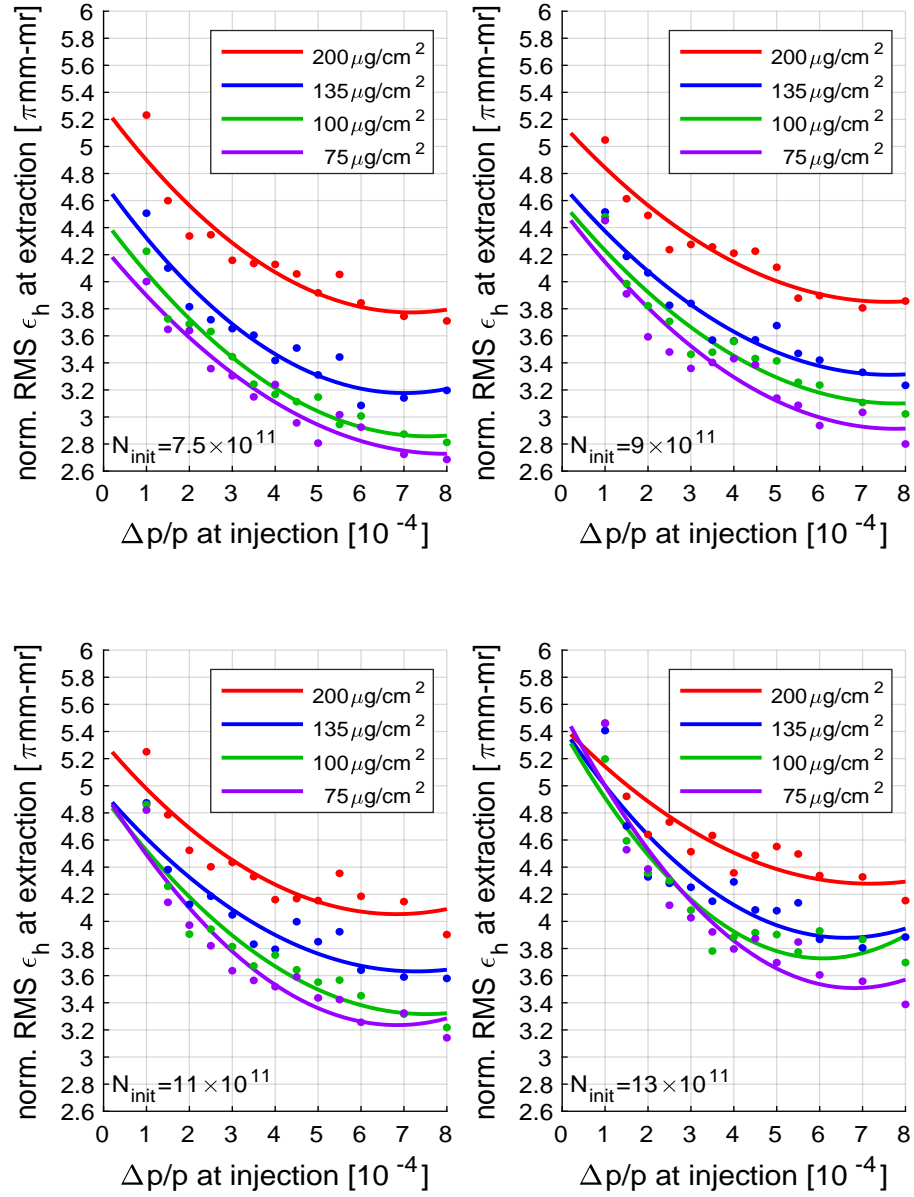 norm. RMS ϵh at extraction [ πmm-mr]
6
5.8
5.6
5.4
5.2
5
4.8
4.6
4.4
4.2
4
3.8
3.6
3.4
3.2
3
2.8
2.6
200μg/cm²
135μg/cm²
100μg/cm²
75μg/cm²
Ninit=7.5×10¹¹
0 1 2 3 4 5 6 7 8
Δp/p at injection [10⁻⁴]
norm. RMS ϵh at extraction [ πmm-mr]
6
5.8
5.6
5.4
5.2
5
4.8
4.6
4.4
4.2
4
3.8
3.6
3.4
3.2
3
2.8
2.6
200μg/cm²
135μg/cm²
100μg/cm²
75μg/cm²
Ninit=9×10¹¹
0 1 2 3 4 5 6 7 8
Δp/p at injection [10⁻⁴]
norm. RMS ϵh at extraction [ πmm-mr]
6
5.8
5.6
5.4
5.2
5
4.8
4.6
4.4
4.2
4
3.8
3.6
3.4
3.2
3
2.8
2.6
200μg/cm²
135μg/cm²
100μg/cm²
75μg/cm²
Ninit=11×10¹¹
0 1 2 3 4 5 6 7 8
Δp/p at injection [10⁻⁴]
norm. RMS ϵh at extraction [ πmm-mr]
6
5.8
5.6
5.4
5.2
5
4.8
4.6
4.4
4.2
4
3.8
3.6
3.4
3.2
3
2.8
2.6
200μg/cm²
135μg/cm²
100μg/cm²
75μg/cm²
Ninit=13×10¹¹
0 1 2 3 4 5 6 7 8
Δp/p at injection [10⁻⁴]